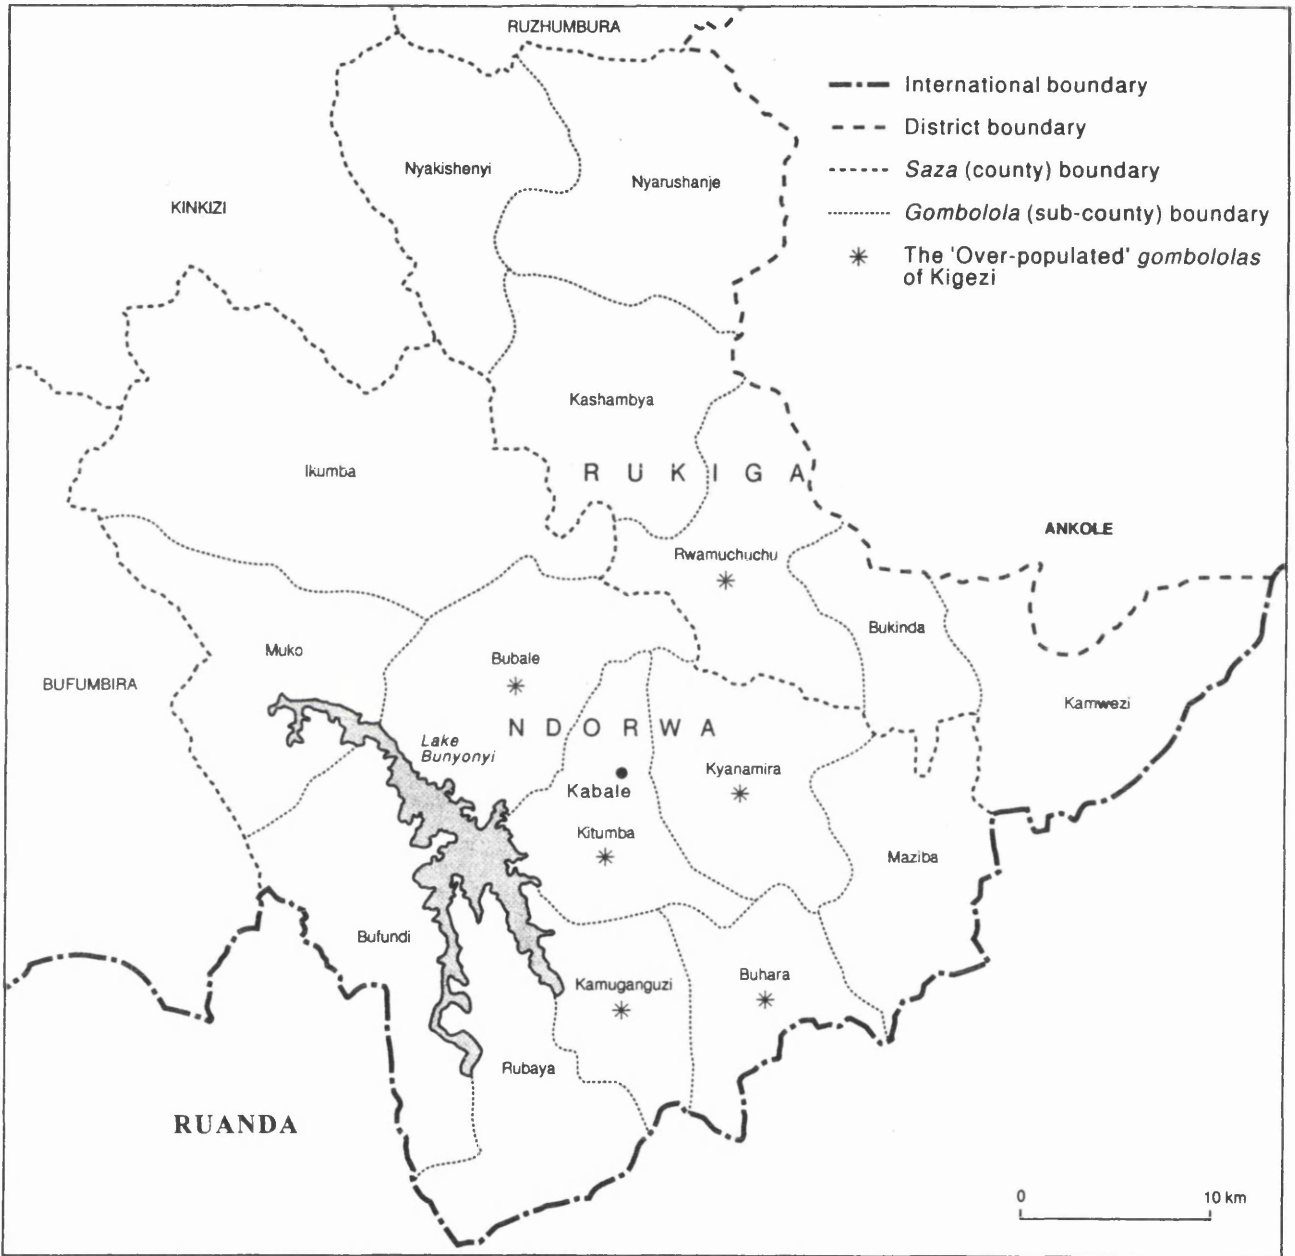 RUZHUMBURA
International boundary
District boundary
Saza (county) boundary
Gombolola (sub-county) boundary
The 'Over-populated' gombololas
of Kigezi
Nyakishenyi
Nyarushanje
KINKIZI
Kashambya
Ikumba
RUKIGA
ANKOLE
Rwamuchuchu
Bukinda
Muko
Bubale
BUFUMBIRA
Kamwezi
NDORWA
Lake
Bunyonyi
Kyanamira
Kabale
Kitumba
Maziba
Bufundi
Kamuganguzi
Buhara
Rubaya
RUANDA
0 10 km